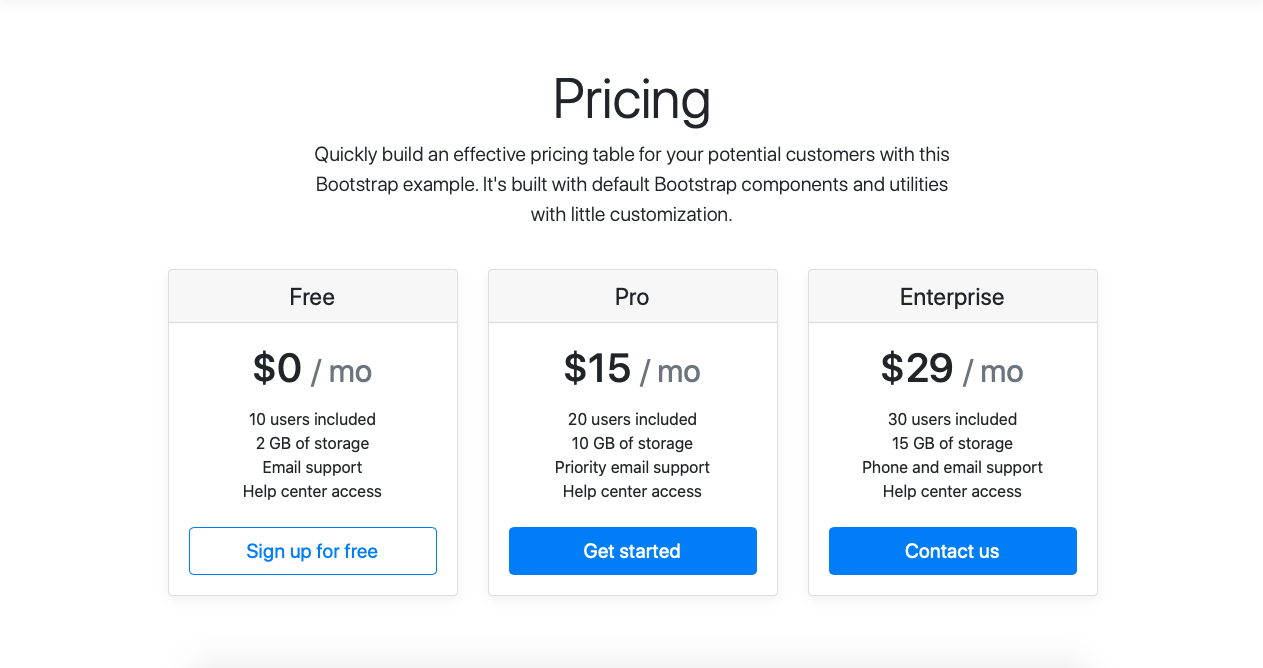 Pricing
Quickly build an effective pricing table for your potential customers with this
Bootstrap example. It's built with default Bootstrap components and utilities
with little customization.
Free
$0 / mo
10 users included
2 GB of storage
Email support
Help center access
Sign up for free
Pro
$15 / mo
20 users included
10 GB of storage
Priority email support
Help center access
Get started
Enterprise
$29 / mo
30 users included
15 GB of storage
Phone and email support
Help center access
Contact us